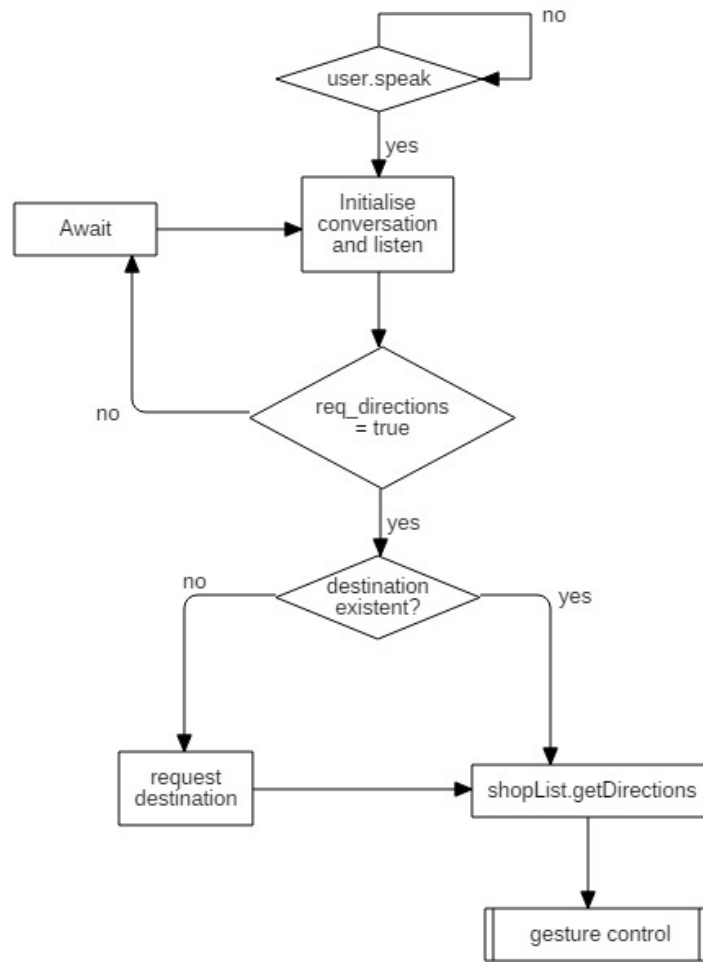 no
user.speak
yes
Initialise
conversation
and listen
Await
req_directions
= true
no
yes
destination
existent?
no
yes
request
destination
shopList.getDirections
gesture control